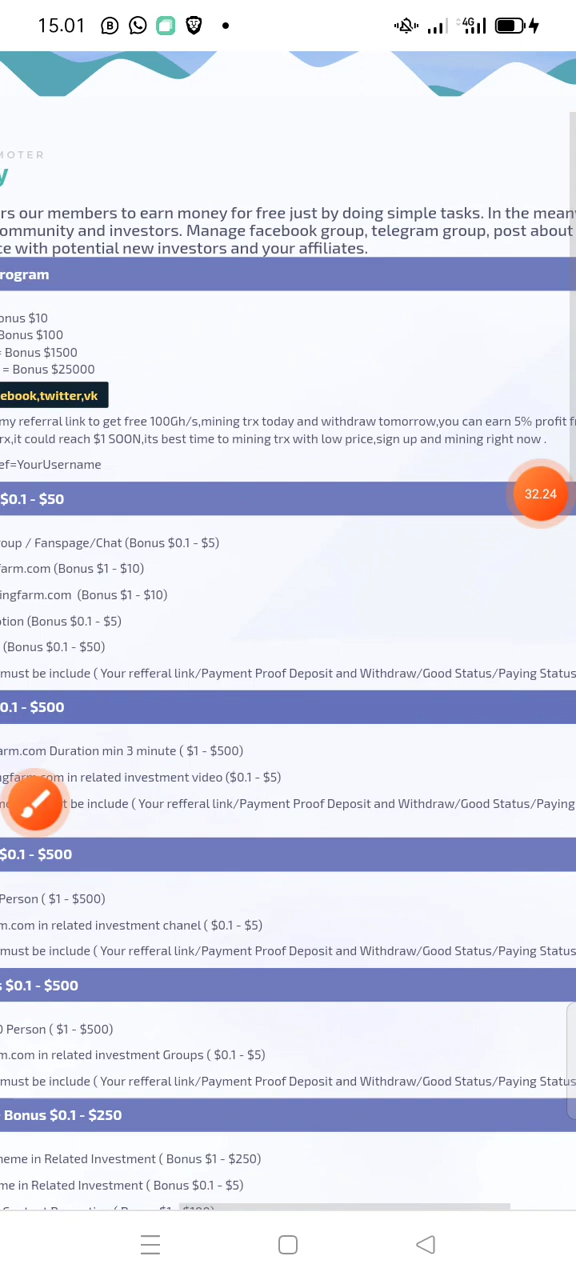 15.01
4G
MOTER
y
rs our members to earn money for free just by doing simple tasks. In the mean
ommunity and investors. Manage facebook group, telegram group, post about
te with potential new investors and your affiliates.
rogram
onus $10
Bonus $100
= Bonus $1500
= Bonus $25000
ebook,twitter,vk
my referral link to get free 100Gh/s,mining trx today and withdraw tomorrow,you can earn 5% profit f
rx,it could reach $1 SOON,its best time to mining trx with low price,sign up and mining right now .
ef=YourUsername
$0.1 - $50
32.24
oup / Fanspage/Chat (Bonus $0.1 - $5)
farm.com (Bonus $1 - $10)
ingfarm.com (Bonus $1 - $10)
otion (Bonus $0.1 - $5)
(Bonus $0.1 - $50)
must be include ( Your refferal link/Payment Proof Deposit and Withdraw/Good Status/Paying Status
0.1 - $500
arm.com Duration min 3 minute ( $1 - $500)
ngfarm.com in related investment video ($0.1 - $5)
t be include ( Your refferal link/Payment Proof Deposit and Withdraw/Good Status/Paying
$0.1 - $500
Person ( $1 - $500)
m.com in related investment chanel ( $0.1 - $5)
must be include ( Your refferal link/Payment Proof Deposit and Withdraw/Good Status/Paying Status
s $0.1 - $500
0 Person ( $1 - $500)
m.com in related investment Groups ( $0.1 - $5)
must be include ( Your refferal link/Payment Proof Deposit and Withdraw/Good Status/Paying Status
Bonus $0.1 - $250
heme in Related Investment ( Bonus $1 - $250)
me in Related Investment ( Bonus $0.1 - $5)